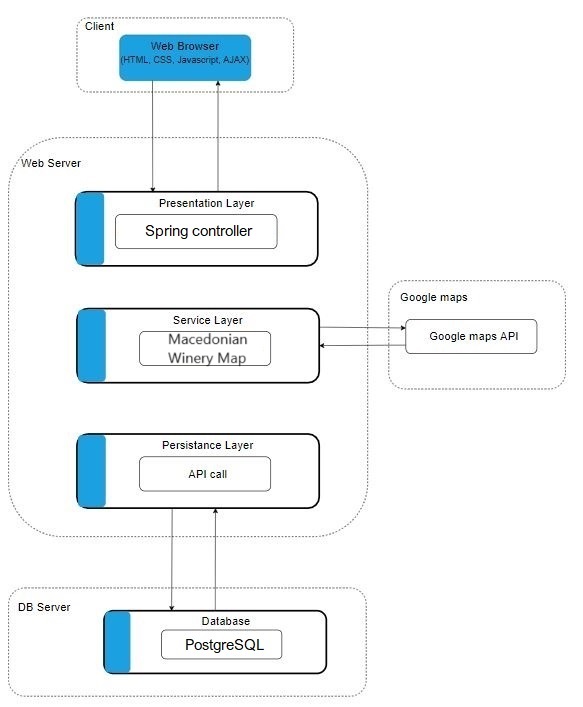 Client
Web Browser
(HTML, CSS, Javascript, AJAX)
Web Server
Presentation Layer
Spring controller
Service Layer
Macedonian
Winery Map
Google maps
Google maps API
Persistance Layer
API call
DB Server
Database
PostgreSQL